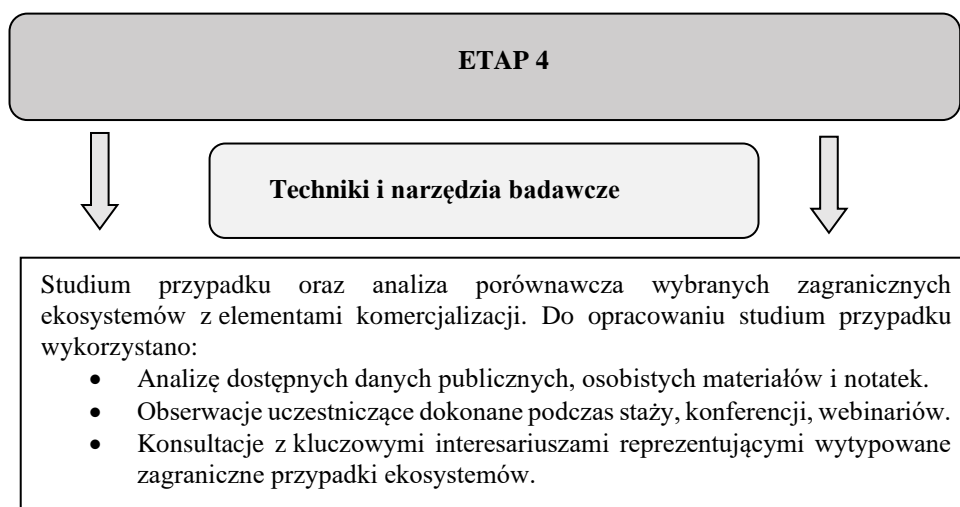 ETAP 4
Techniki i narzędzia badawcze
Studium przypadku oraz analiza porównawcza wybranych zagranicznych
ekosystemów z elementami komercjalizacji. Do opracowaniu studium przypadku
wykorzystano:
• Analizę dostępnych danych publicznych, osobistych materiałów i notatek.
• Obserwacje uczestniczące dokonane podczas staży, konferencji, webinariów.
• Konsultacje z kluczowymi interesariuszami reprezentującymi wytypowane
zagraniczne przypadki ekosystemów.